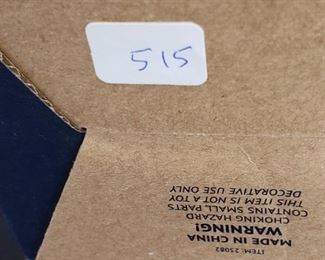 515
ITEM: 25082
MADE IN CHINA
WARNING!
CHOKING HAZARD
CONTAINS SMALL PARTS
THIS ITEM IS NOT A TOY
DECORATIVE USE ONLY